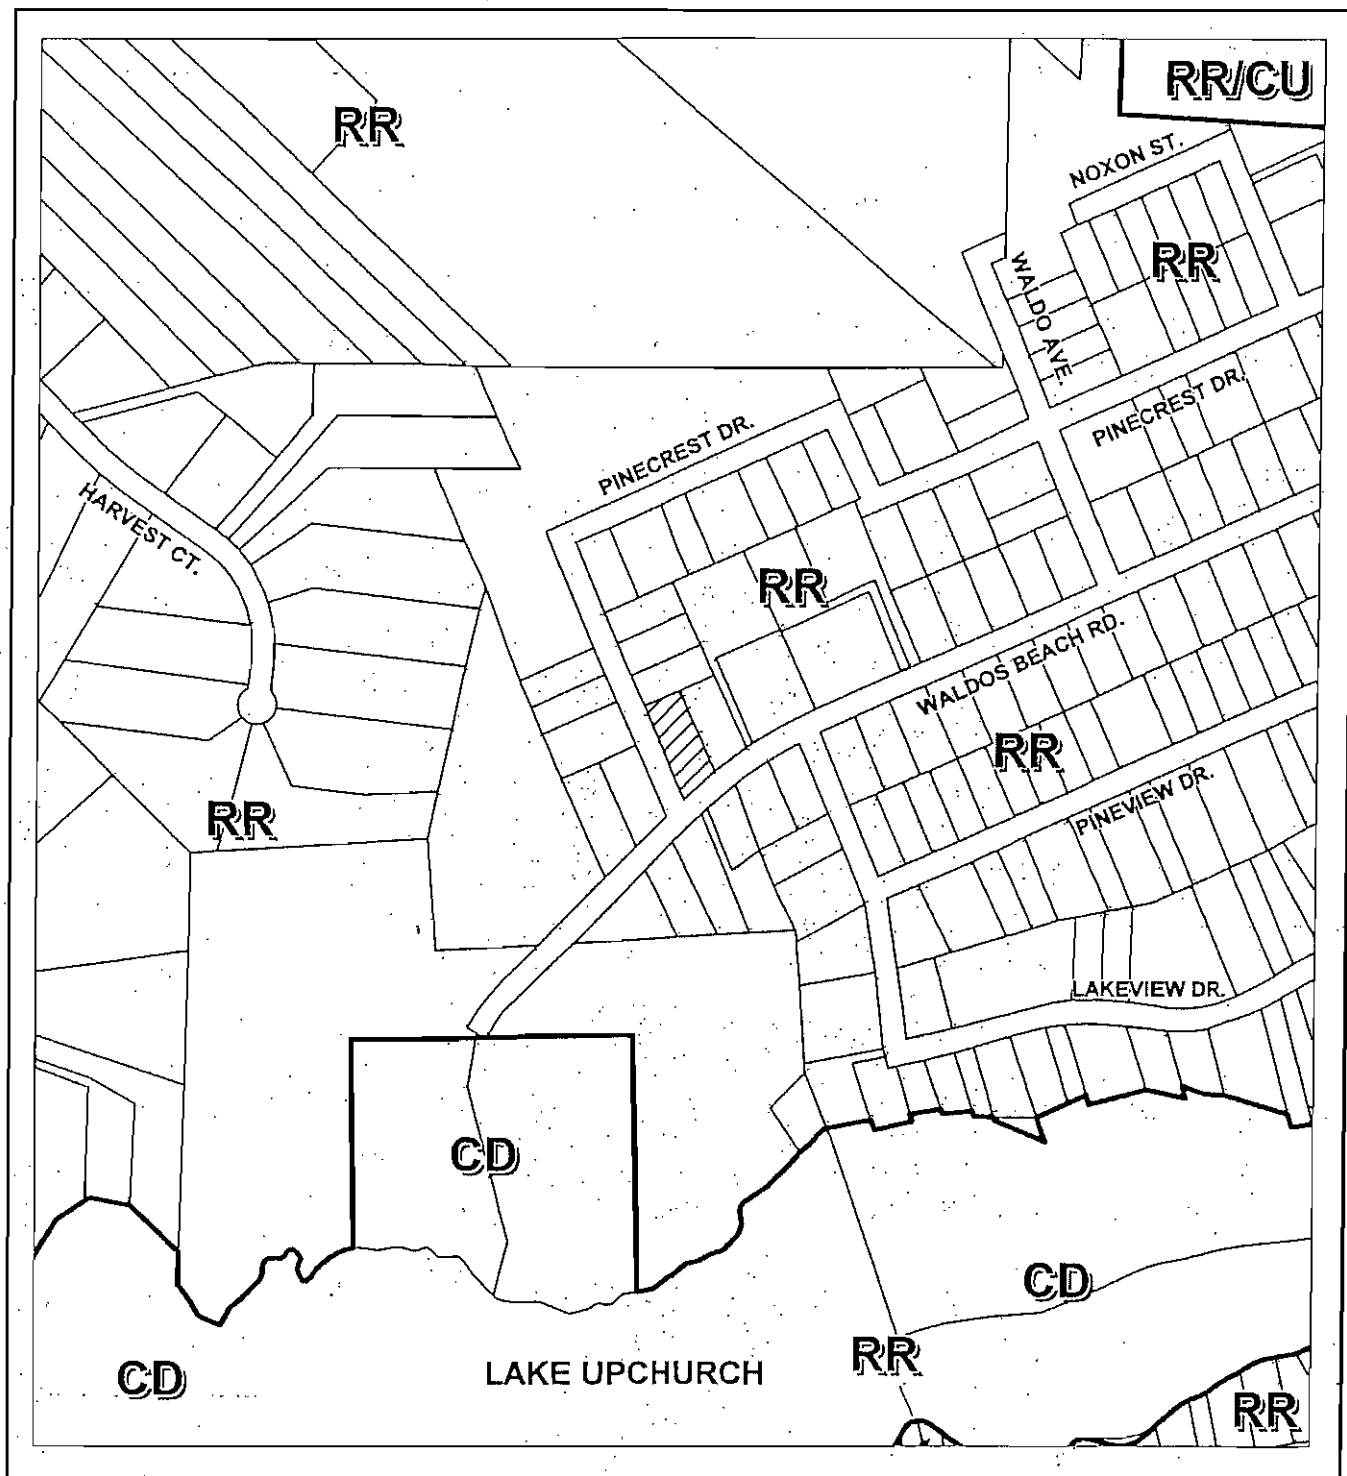 RR/CU
RR
NOXON ST.
RR
WALDO AVE.
PINECREST DR.
PINECREST DR.
HARVEST CT.
RR
WALDOS BEACH RD.
RR
PINEVIEW DR.
RR
LAKEVIEW DR.
CD
CD
RR
LAKE UPCHURCH
CD
RR